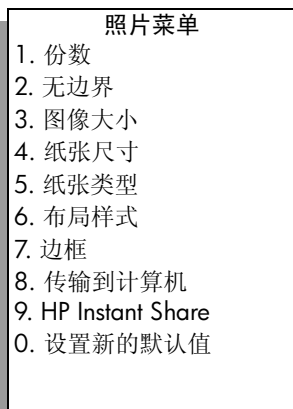 照片菜单
1. 份数
2. 无边界
3. 图像大小
4. 纸张尺寸
5. 纸张类型
6. 布局样式
7. 边框
8. 传输到计算机
9. HP Instant Share
0. 设置新的默认值